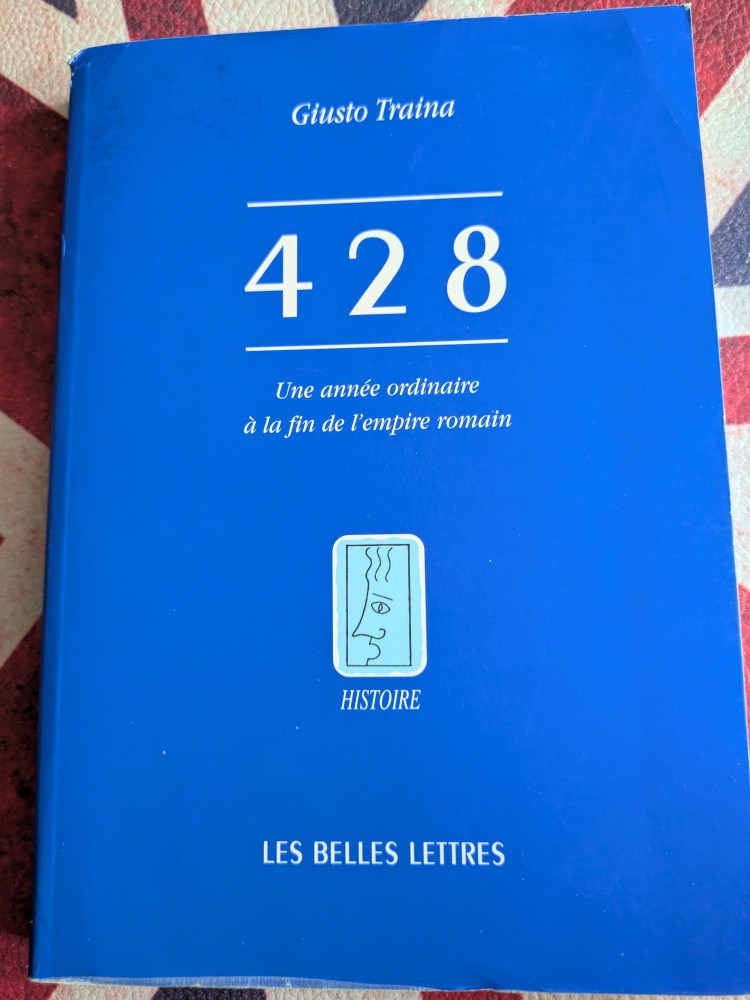 Giusto Traina
428
Une année ordinaire
à la fin de l'empire romain
HISTOIRE
LES BELLES LETTRES